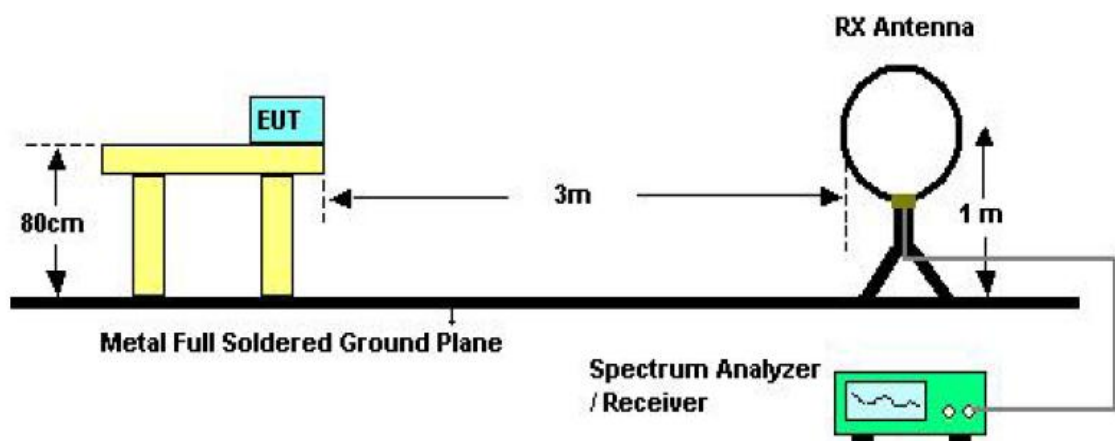 RX Antenna
EUT
3m
80cm
1 m
Metal Full Soldered Ground Plane
Spectrum Analyzer
/ Receiver